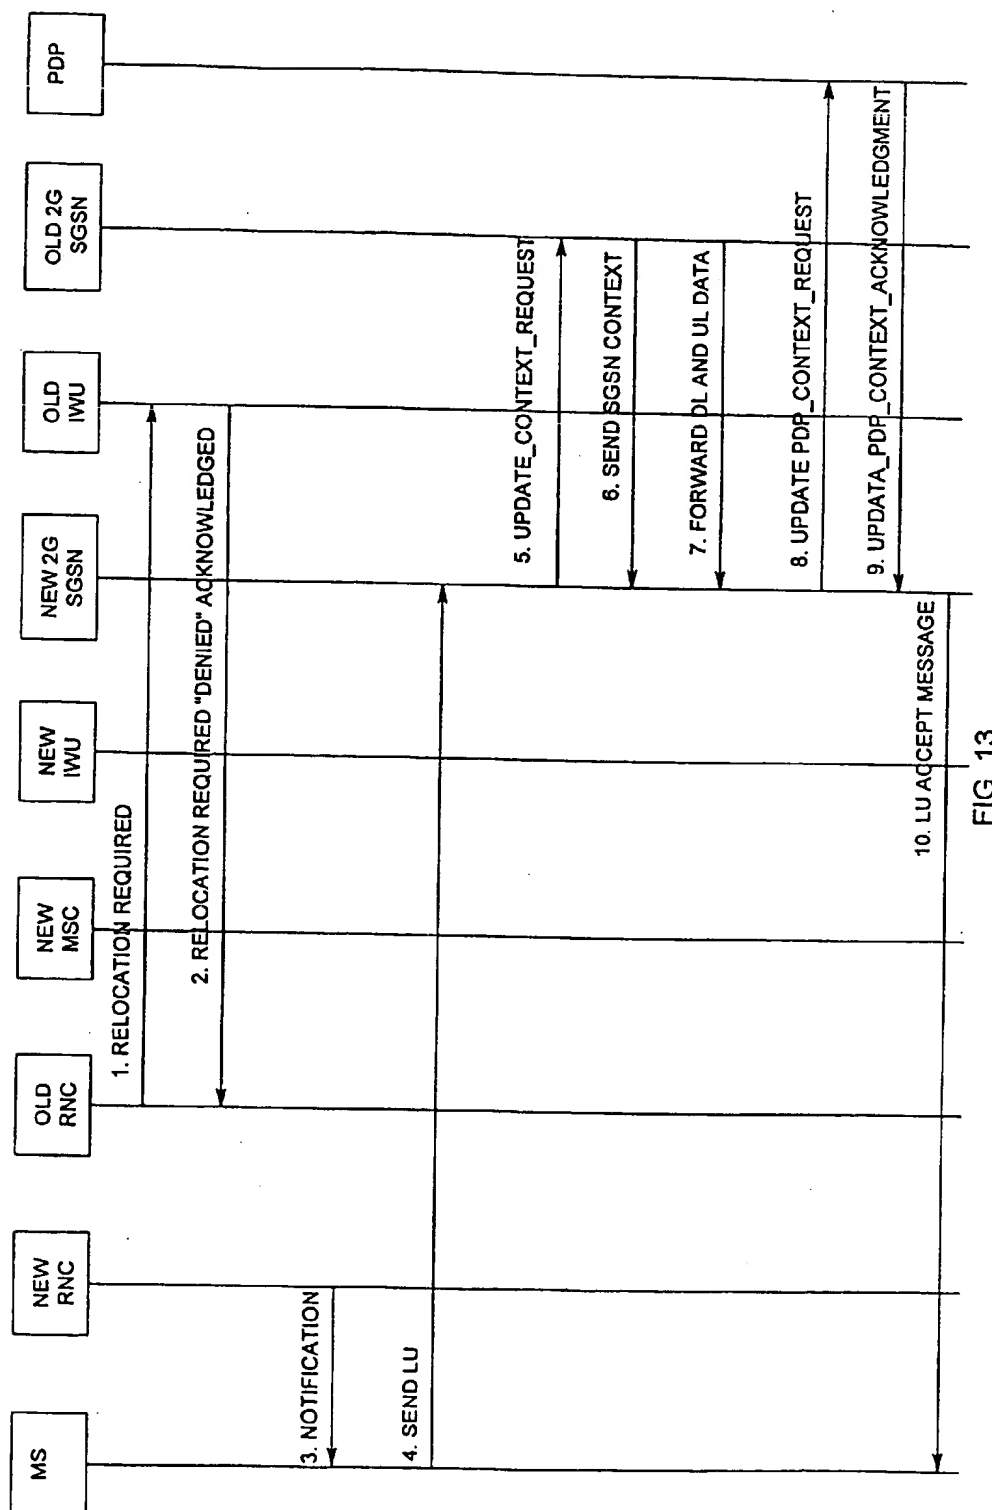 MS
NEW
RNC
OLD
RNC
NEW
MSC
NEW
IWU
NEW 2G
SGSN
OLD
IWU
OLD 2G
SGSN
PDP
1. RELOCATION REQUIRED
2. RELOCATION REQUIRED "DENIED" ACKNOWLEDGED
3. NOTIFICATION
4. SEND LU
5. UPDATE_CONTEXT_REQUEST
6. SEND SGSN CONTEXT
7. FORWARD DL AND UL DATA
8. UPDATE PDP_CONTEXT_REQUEST
9. UPDATA_PDP_CONTEXT_ACKNOWLEDGMENT
10. LU ACCEPT MESSAGE
FIG. 13